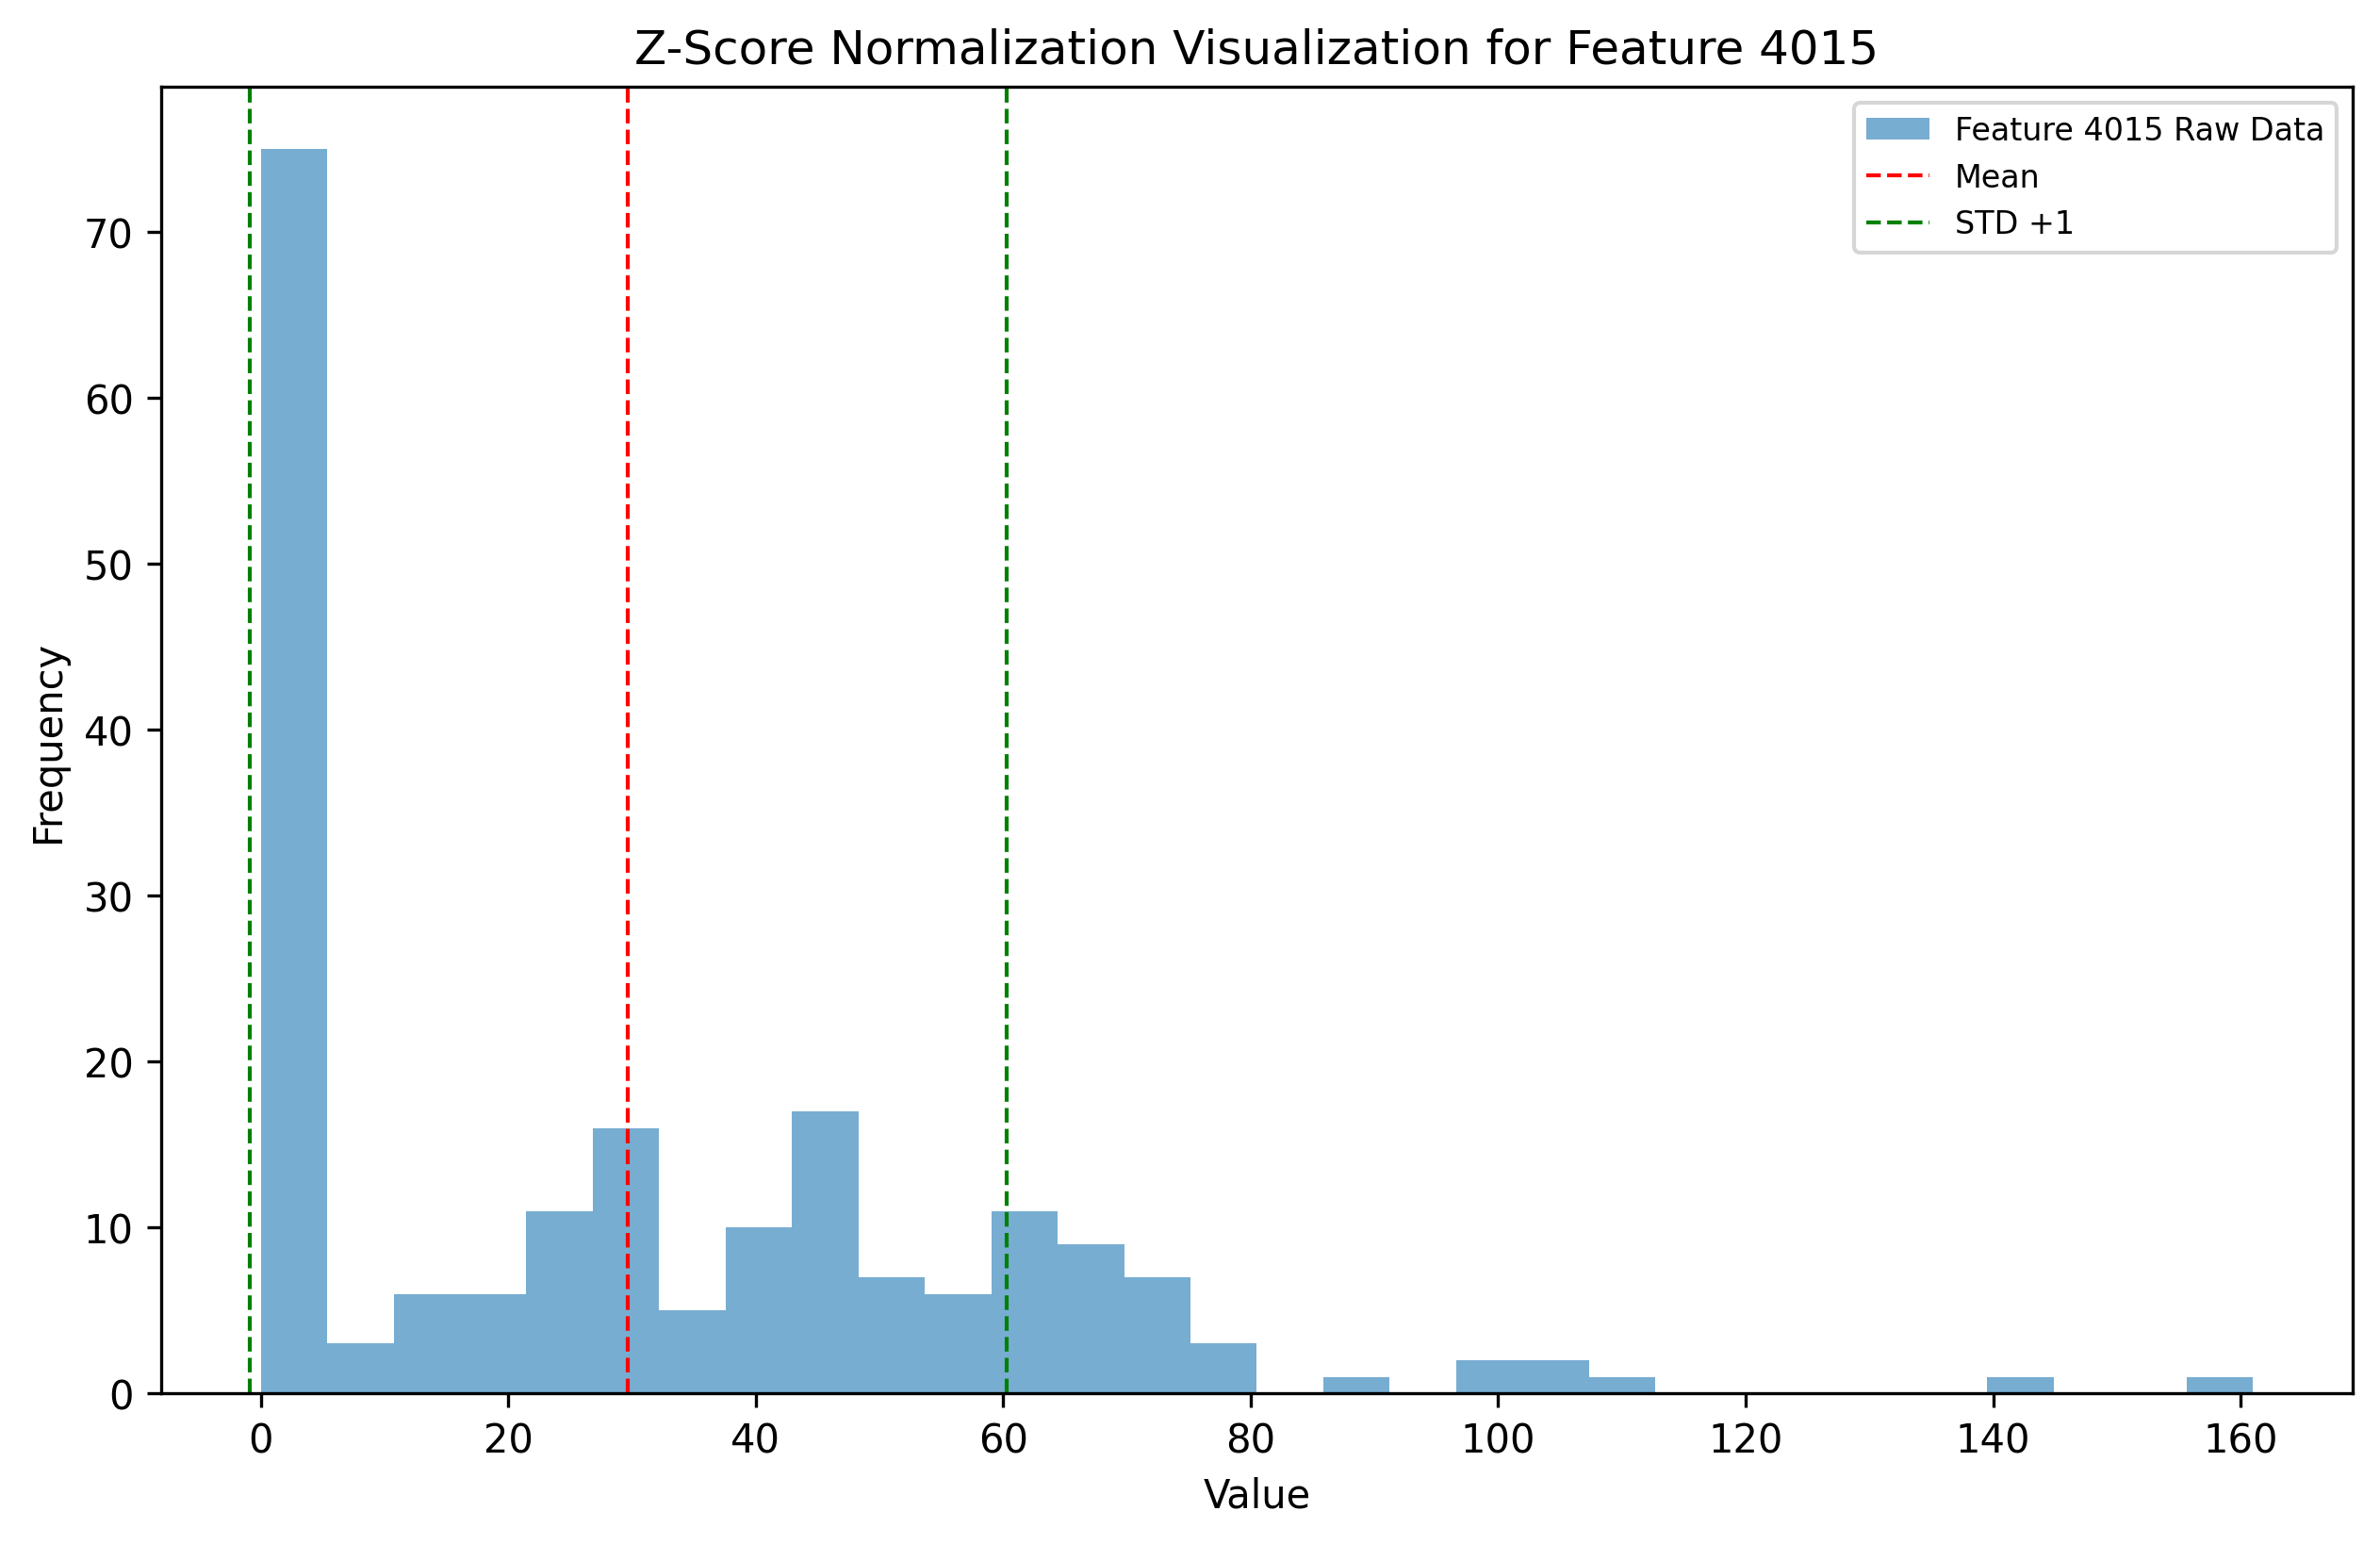 Z-Score Normalization Visualization for Feature 4015
Feature 4015 Raw Data
Mean
STD +1
70
60
50
40
30
20
10
0
Frequency
0 20 40 60 80 100 120 140 160
Value